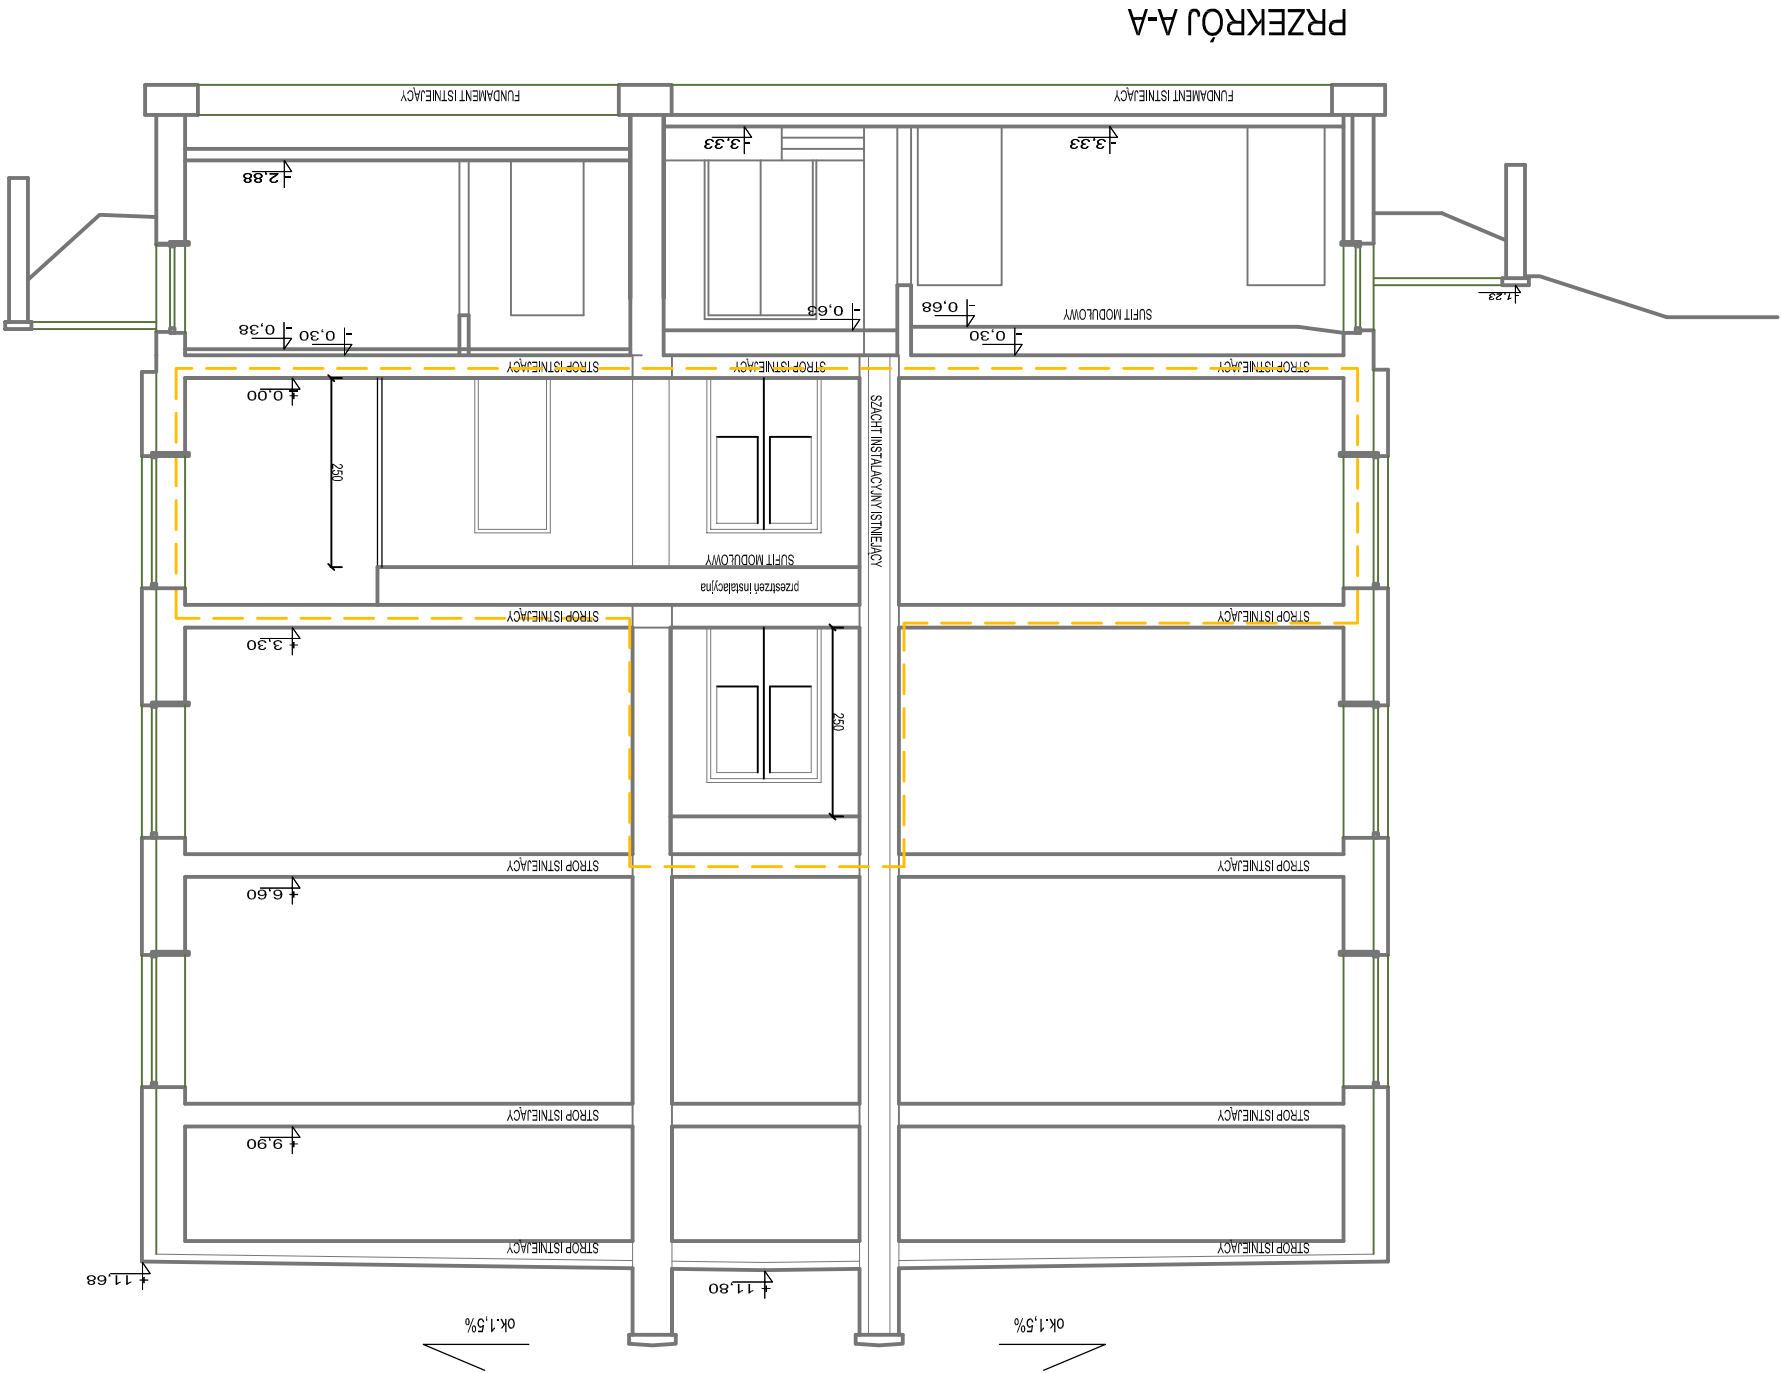 ok.1,5%
ok.1,5%
+ 11,80
+ 11,68
STROP ISTNIEJĄCY
STROP ISTNIEJĄCY
+ 9,90
STROP ISTNIEJĄCY
STROP ISTNIEJĄCY
+ 6,60
STROP ISTNIEJĄCY
STROP ISTNIEJĄCY
250
+ 3,30
STROP ISTNIEJĄCY
STROP ISTNIEJĄCY
przestrzeń instalacyjna
SUFIT MODUŁOWY
SZACHT INSTALACYJNY ISTNIEJĄCY
250
+ 0,00
STROP ISTNIEJĄCY
STROP ISTNIEJĄCY
STROP ISTNIEJĄCY
- 0,30
- 0,30
- 0,38
SUFIT MODUŁOWY
- 0,68
- 0,63
- 1,23
- 2,88
- 3,33
- 3,33
FUNDAMENT ISTNIEJĄCY
FUNDAMENT ISTNIEJĄCY
PRZEKRÓJ A-A